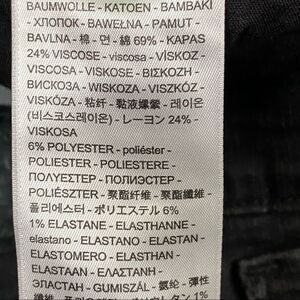 BAUMWOLLE - KATOEN - BAMBAKI
- ХЛОПОК - BAWEŁNA - PAMUT -
BAVLNA - 棉 - 면 - 綿 69% - KAPAS
24% VISCOSE - viscosa - VISKOZ -
VISCOSA - VISKOSE - ΒΙΣΚΟΖΗ -
ВИСКОЗА - WISKOZA - VISZKÓZ -
VISKÓZA - 粘纤 - 黏液嫘縈 - 레이온
(비스코스레이온) - レーヨン 24% -
VISKOSA
6% POLYESTER - poliéster -
POLIESTER - POLIESTERE -
ΠΟΛΥΕΣΤΕΡ - ПОЛИЭСТЕР -
POLIÉSZTER - 聚酯纤维 - 聚酯纖維 -
폴리에스터 - ポリエステル 6%
1% ELASTANE - ELASTHANNE -
elastano - ELASTANO - ELASTAN -
ELASTANE - ELASTHAN -
ELASTAAN - ΕΛΑΣΤΑΝΗ -
ЭЛАСТАН - GUMISZÁL - 氨纶 - 彈性